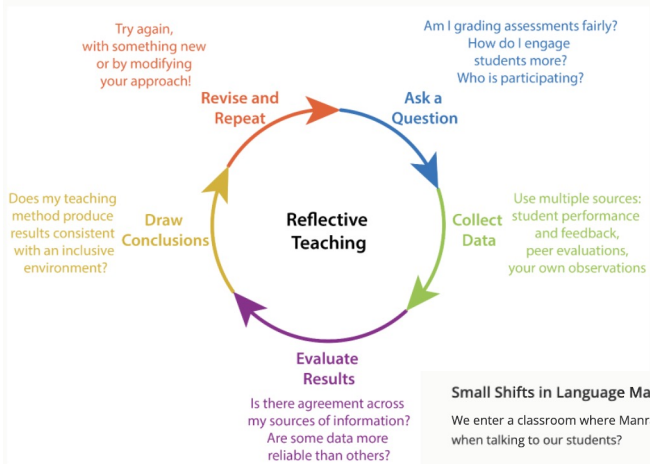 Try again,
with something new
or by modifying
your approach!
Revise and
Repeat
Am I grading assessments fairly?
How do I engage
students more?
Who is participating?
Ask a
Question
Reflective
Teaching
Collect
Data
Use multiple sources:
student performance
and feedback,
peer evaluations,
your own observations
Does my teaching
method produce
results consistent
with an inclusive
environment?
Draw
Conclusions
Evaluate
Results
Is there agreement across
my sources of information?
Are some data more
reliable than others?
Small Shifts in Language
We enter a classroom where
when talking to our students?